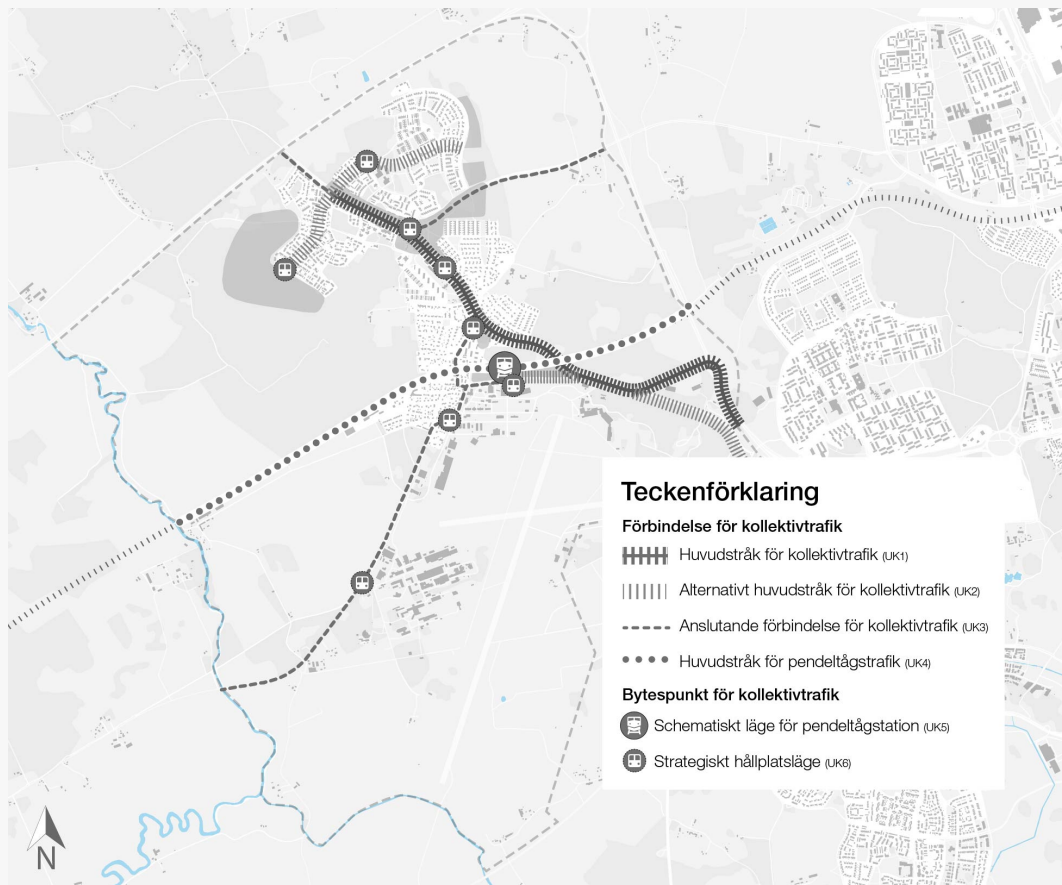 Teckenförklaring
Förbindelse för kollektivtrafik
Huvudstråk för kollektivtrafik (UK1)
Alternativt huvudstråk för kollektivtrafik (UK2)
Anslutande förbindelse för kollektivtrafik (UK3)
Huvudstråk för pendeltågstrafik (UK4)
Bytespunkt för kollektivtrafik
Schematiskt läge för pendeltågstation (UK5)
Strategiskt hållplatsläge (UK6)
N